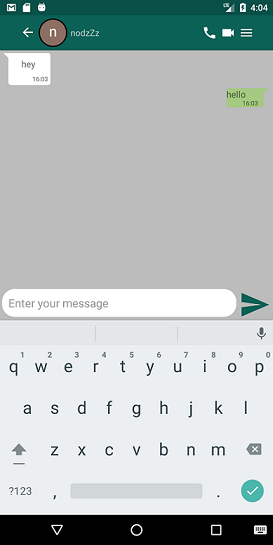 4:04
n nodzZz
hey
16:03
hello
16:03
Enter your message
1 2 3 4 5 6 7 8 9 0
q w e r t y u i o p
a s d f g h j k l
z x c v b n m
?123 , .